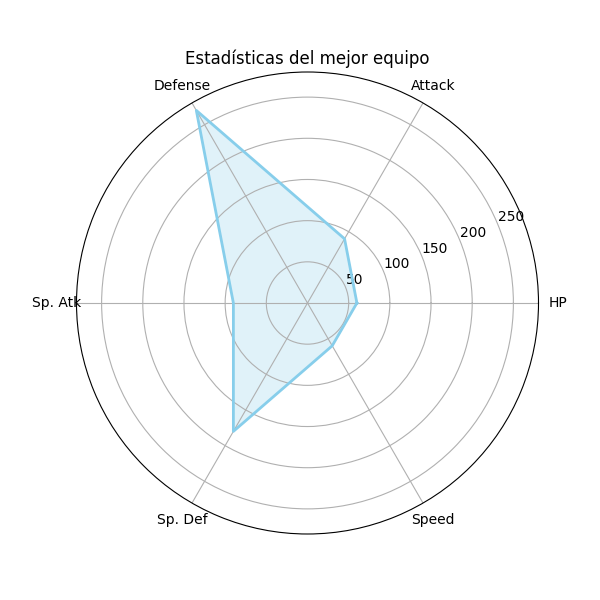 Estadísticas del mejor equipo
Defense
Attack
250
200
150
100
50
Sp. Atk
HP
Sp. Def
Speed